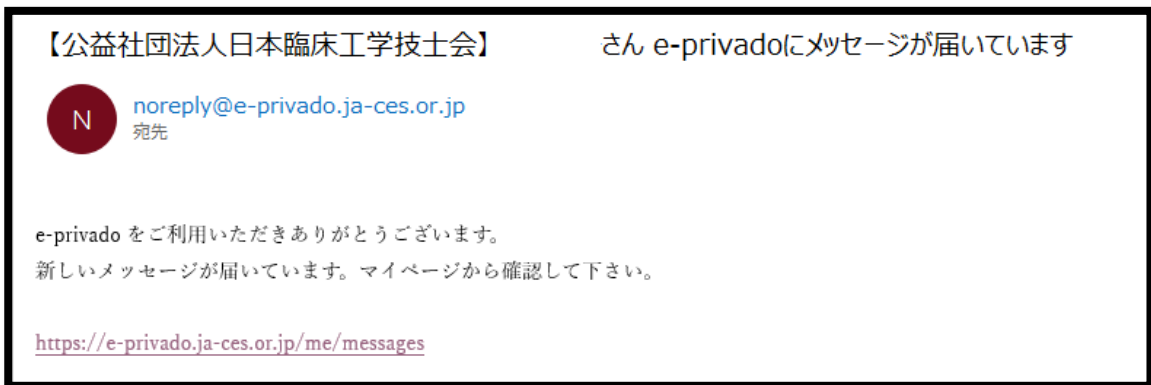 【公益社団法人日本臨床工学技士会】 さん e-privadoにメッセージが届いています
N
noreply@e-privado.ja-ces.or.jp
宛先
e-privado をご利用いただきありがとうございます。
新しいメッセージが届いています。マイページから確認して下さい。
https://e-privado.ja-ces.or.jp/me/messages